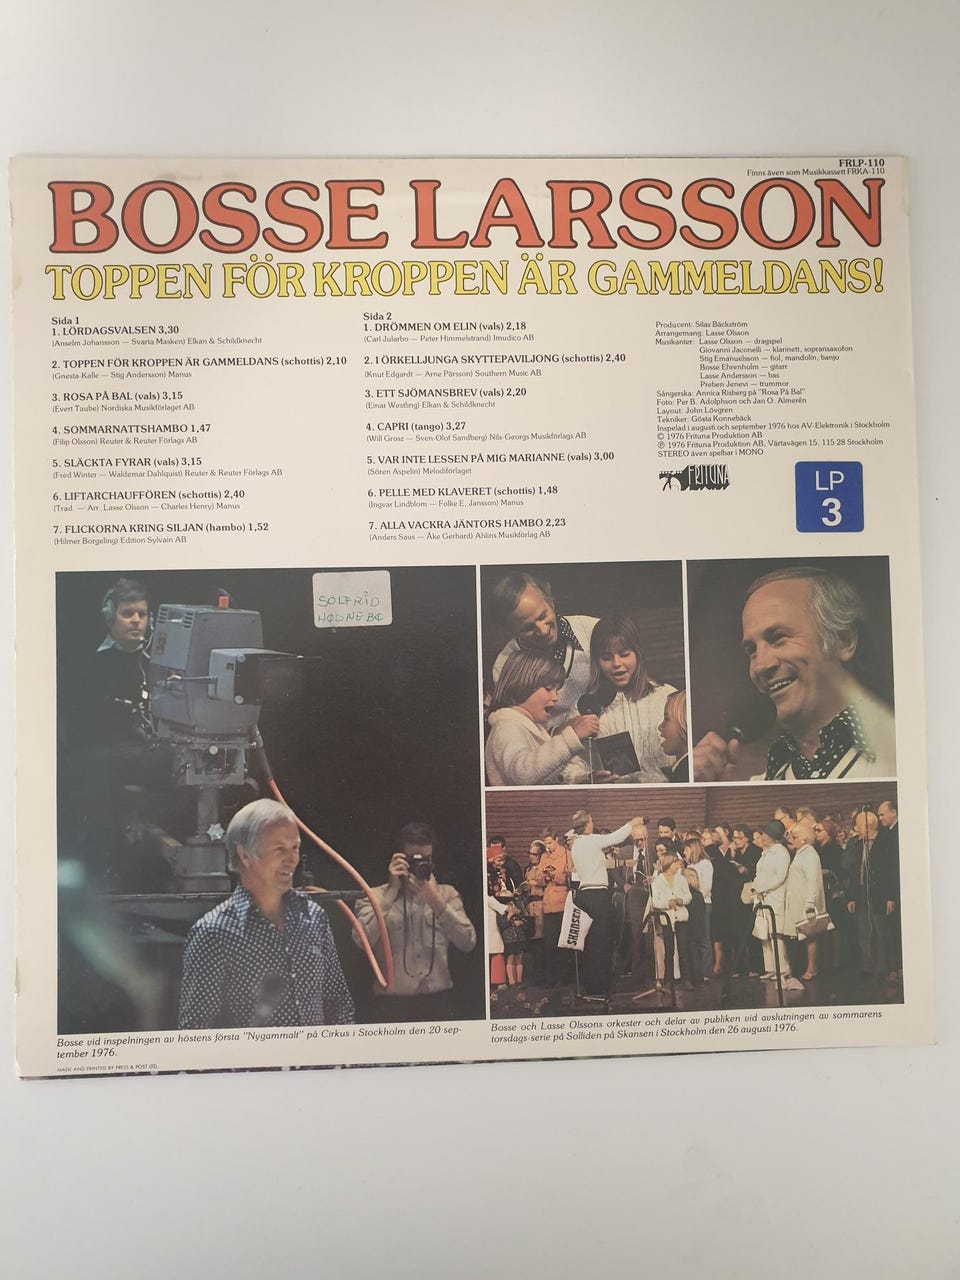 FRLP-110
Finns även som Musikkassett FRKA-110
BOSSE LARSSON
TOPPEN FÖR KROPPEN ÄR GAMMELDANS!
Sida 1
1. LÖRDAGSVALSEN 3,30
(Anselm Johansson — Svarta Masken) Elkan & Schildknecht
2. TOPPEN FÖR KROPPEN ÄR GAMMELDANS (schottis) 2,10
(Gnesta-Kalle — Stig Andersson) Manus
3. ROSA PÅ BAL (vals) 3,15
(Evert Taube) Nordiska Musikförlaget AB
4. SOMMARNATTSHAMBO 1,47
(Filip Olsson) Reuter & Reuter Förlags AB
5. SLÄCKTA FYRAR (vals) 3,15
(Fred Winter — Waldemar Dahlquist) Reuter & Reuter Förlags AB
6. LIFTARCHAUFFÖREN (schottis) 2,40
(Trad. — Arr. Lasse Olsson — Charles Henry) Manus
7. FLICKORNA KRING SILJAN (hambo) 1,52
(Hilmer Borgeling) Edition Sylvain AB
Sida 2
1. DRÖMMEN OM ELIN (vals) 2,18
(Carl Jularbo — Peter Himmelstrand) Imudico AB
2. I ÖRKELLJUNGA SKYTTEPAVILJONG (schottis) 2,40
(Knut Edgardt — Arne Pärsson) Southern Music AB
3. ETT SJÖMANSBREV (vals) 2,20
(Einar Westling) Elkan & Schildknecht
4. CAPRI (tango) 3,27
(Will Grosz — Sven-Olof Sandberg) Nils-Georgs Musikförlags AB
5. VAR INTE LESSEN PÅ MIG MARIANNE (vals) 3,00
(Sören Aspelin) Melodiförlaget
6. PELLE MED KLAVERET (schottis) 1,48
(Ingvar Lindblom — Folke E. Jansson) Manus
7. ALLA VACKRA JÄNTORS HAMBO 2,23
(Anders Saus — Åke Gerhard) Ahlins Musikförlag AB
Producent: Silas Bäckström
Arrangemang: Lasse Olsson
Musikanter: Lasse Olsson — dragspel
Giovanni Jaconelli — klarinett, sopransaxofon
Stig Emanuelsson — fiol, mandolin, banjo
Bosse Ehrenholm — gitarr
Lasse Andersson — bas
Preben Jenevi — trummor
Sångerska: Annica Risberg på "Rosa På Bal"
Foto: Per B. Adolphson och Jan O. Almerén
Layout: John Lövgren
Tekniker: Gösta Konnebäck
Inspelad i augusti och september 1976 hos AV-Elektronik i Stockholm
© 1976 Frituna Produktion AB
℗ 1976 Frituna Produktion AB, Värtavägen 15, 115 28 Stockholm
STEREO även spelbar i MONO
FRITUNA
LP
3
SOLFRID
HODNEBØ
SKANSEN
Bosse vid inspelningen av höstens första "Nygammalt" på Cirkus i Stockholm den 20 sep-
tember 1976.
Bosse och Lasse Olssons orkester och delar av publiken vid avslutningen av sommarens
torsdags-serie på Solliden på Skansen i Stockholm den 26 augusti 1976.
MADE AND PRINTED BY PRESS & POST LTD.